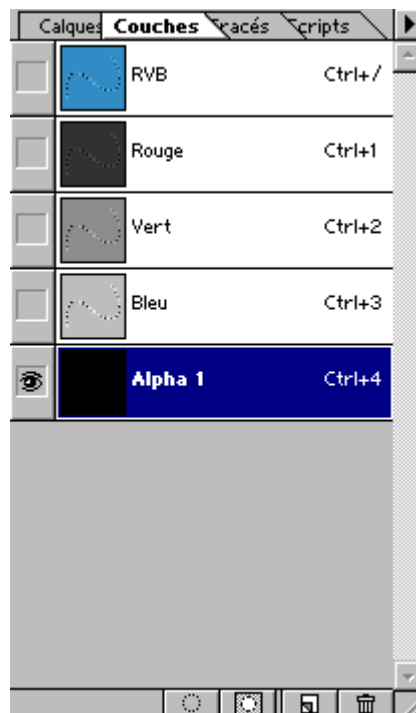 Calques Couches Tracés Scripts
RVB Ctrl+/
Rouge Ctrl+1
Vert Ctrl+2
Bleu Ctrl+3
Alpha 1 Ctrl+4